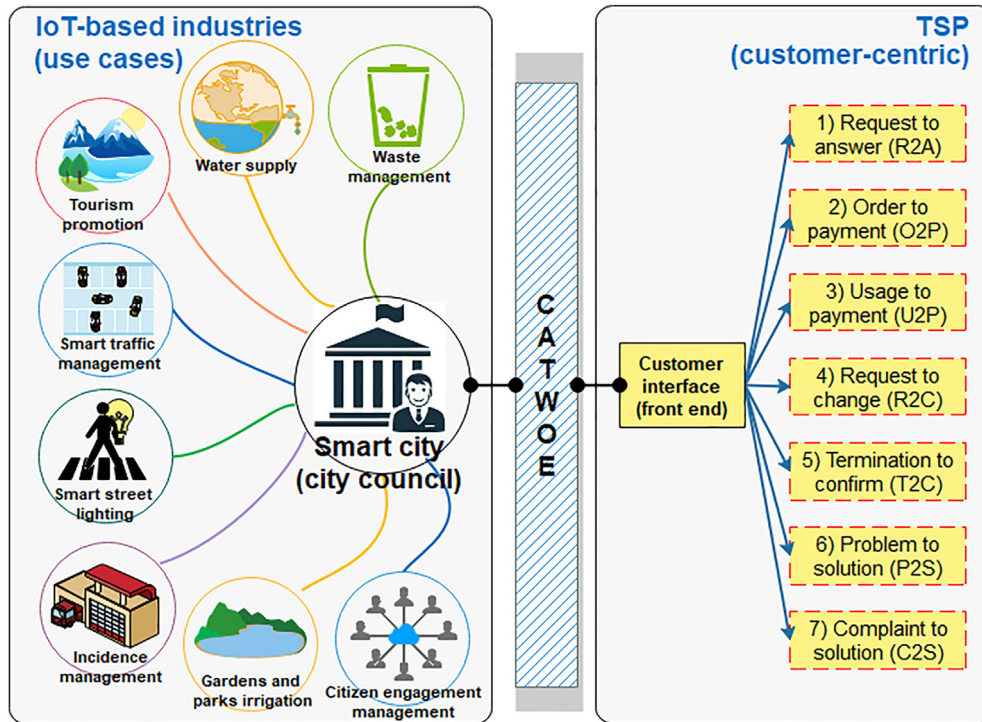 IoT-based industries
(use cases)
Water supply
Waste
management
Tourism
promotion
Smart traffic
management
Smart street
lighting
Incidence
management
Gardens and
parks irrigation
Citizen engagement
management
Smart city
(city council)
CATWOE
TSP
(customer-centric)
Customer
interface
(front end)
1) Request to
answer (R2A)
2) Order to
payment (O2P)
3) Usage to
payment (U2P)
4) Request to
change (R2C)
5) Termination to
confirm (T2C)
6) Problem to
solution (P2S)
7) Complaint to
solution (C2S)